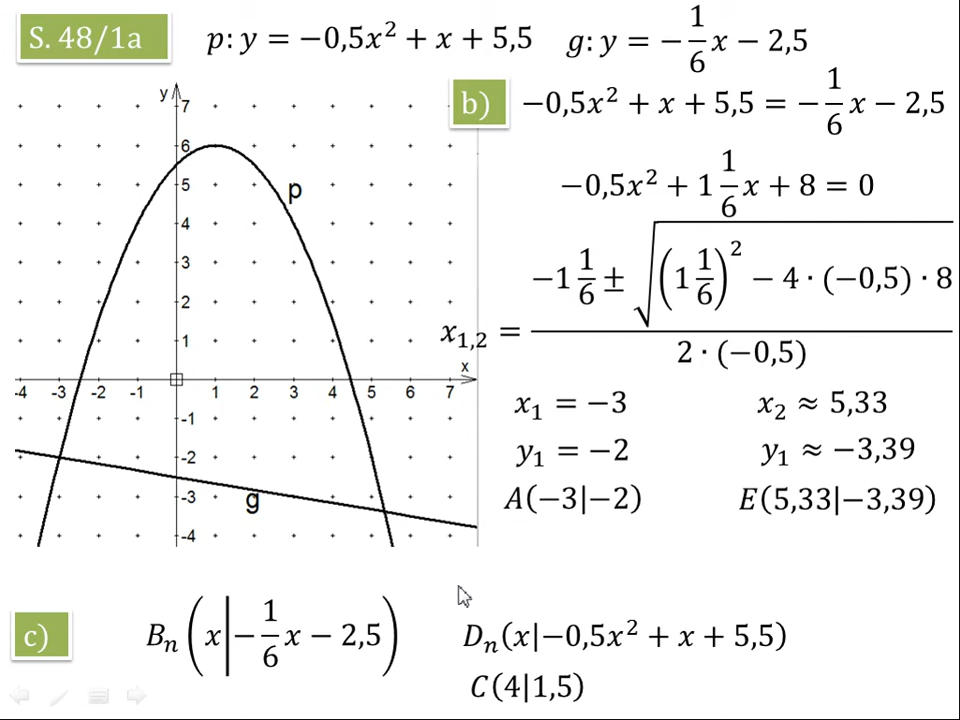 S. 48/1a
p: y = −0,5x² + x + 5,5
g: y = −1/6x − 2,5
b)
−0,5x² + x + 5,5 = −1/6x − 2,5
−0,5x² + 1 1/6x + 8 = 0
x₁,₂ = (−1 1/6 ± √((1 1/6)² − 4 · (−0,5) · 8)) / (2 · (−0,5))
x₁ = −3
x₂ ≈ 5,33
y₁ = −2
y₁ ≈ −3,39
A(−3|−2)
E(5,33|−3,39)
y
7
6
5
4
3
2
1
-4 -3 -2 -1 1 2 3 4 5 6 7
x
-1
-2
-3
-4
p
g
c)
Bₙ(x|−1/6x − 2,5)
Dₙ(x|−0,5x² + x + 5,5)
C(4|1,5)